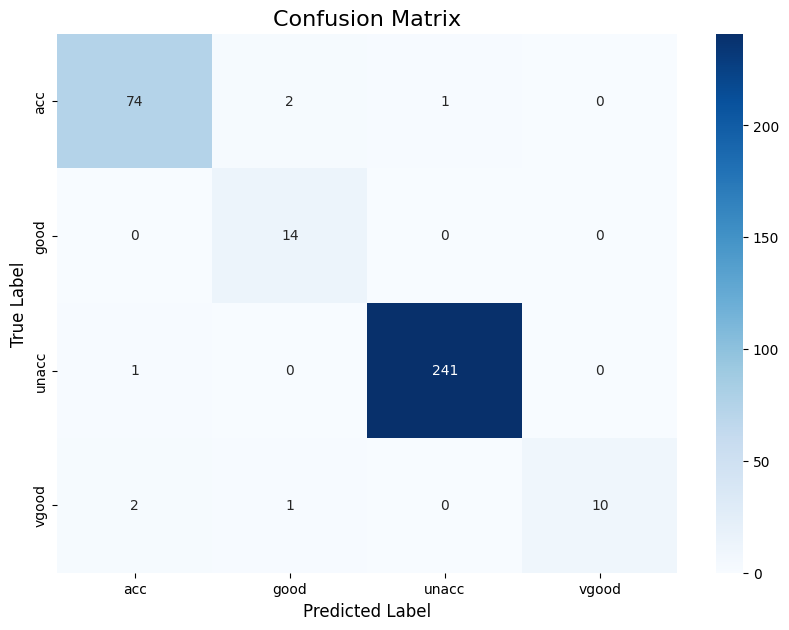 Confusion Matrix
acc
74 2 1 0
good
0 14 0 0
unacc
1 0 241 0
vgood
2 1 0 10
True Label
acc good unacc vgood
Predicted Label
200
150
100
50
0